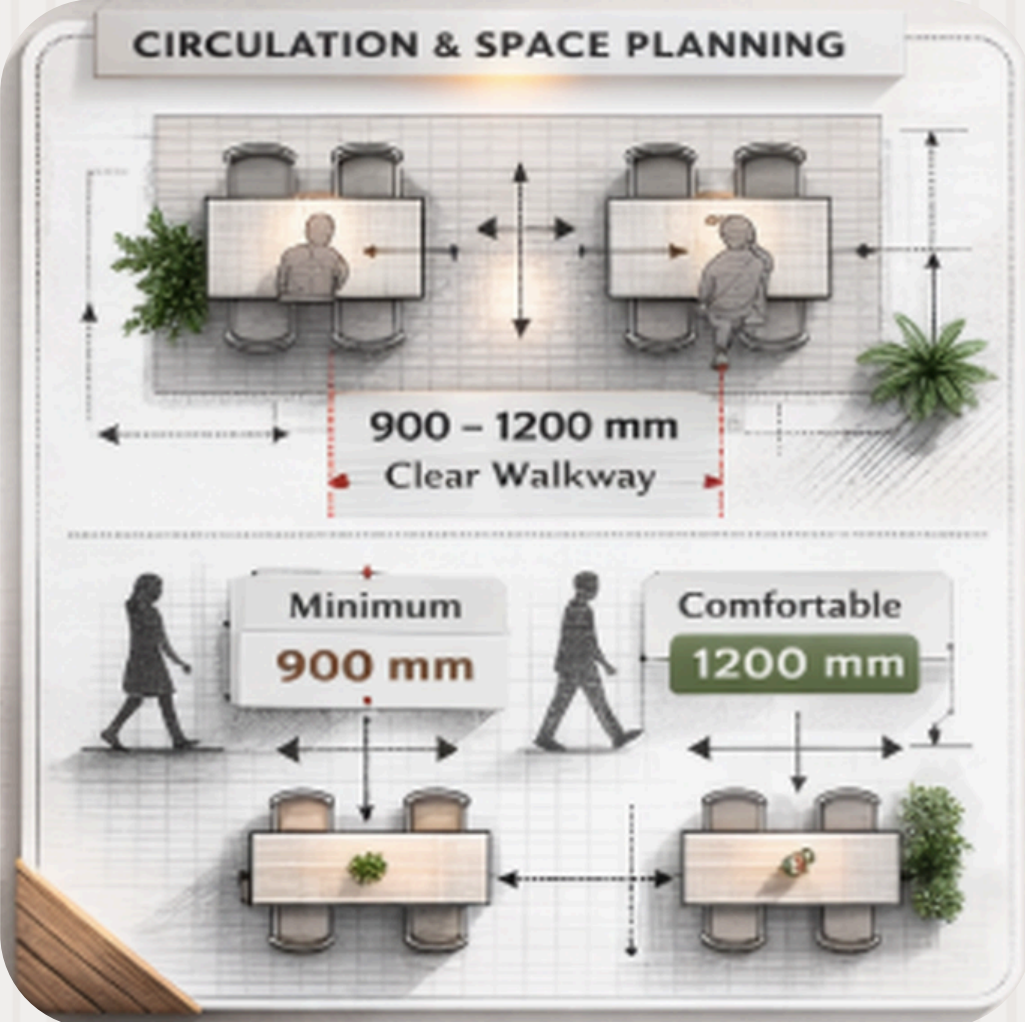 CIRCULATION & SPACE PLANNING
900 – 1200 mm
Clear Walkway
Minimum
900 mm
Comfortable
1200 mm